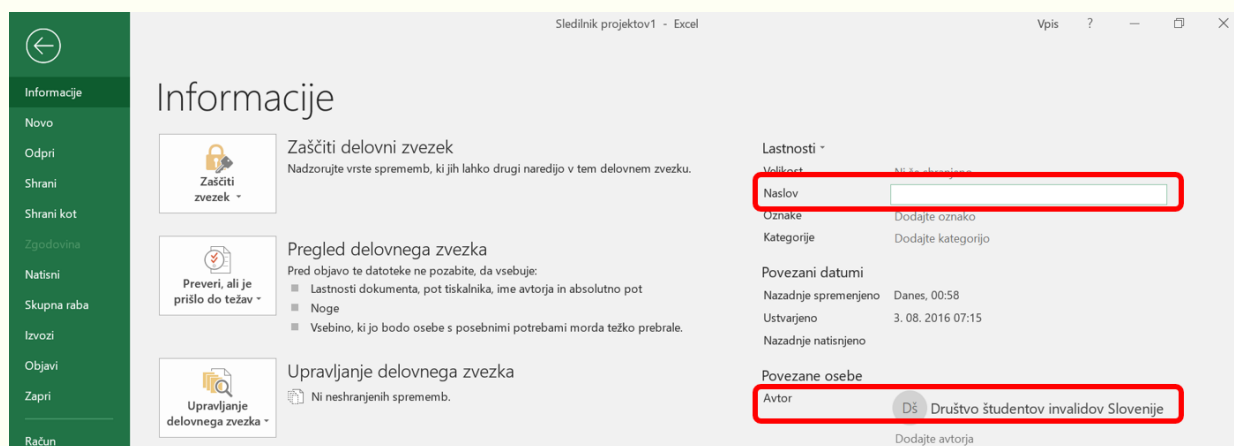 Sledilnik projektov1 - Excel
Vpis ?
Informacije
Novo
Odpri
Shrani
Shrani kot
Zgodovina
Natisni
Skupna raba
Izvozi
Objavi
Zapri
Račun
Informacije
Zaščiti zvezek
Zaščiti delovni zvezek
Nadzorujte vrste sprememb, ki jih lahko drugi naredijo v tem delovnem zvezku.
Preveri, ali je
prišlo do težav
Pregled delovnega zvezka
Pred objavo te datoteke ne pozabite, da vsebuje:
Lastnosti dokumenta, pot tiskalnika, ime avtorja in absolutno pot
Noge
Vsebino, ki jo bodo osebe s posebnimi potrebami morda težko prebrale.
Upravljanje
delovnega zvezka
Upravljanje delovnega zvezka
Ni neshranjenih sprememb.
Lastnosti
Velikost Ni še shranjeno
Naslov
Oznake Dodajte oznako
Kategorije Dodajte kategorijo
Povezani datumi
Nazadnje spremenjeno Danes, 00:58
Ustvarjeno 3. 08. 2016 07:15
Nazadnje natisnjeno
Povezane osebe
Avtor Dš Društvo študentov invalidov Slovenije
Dodajte avtorja